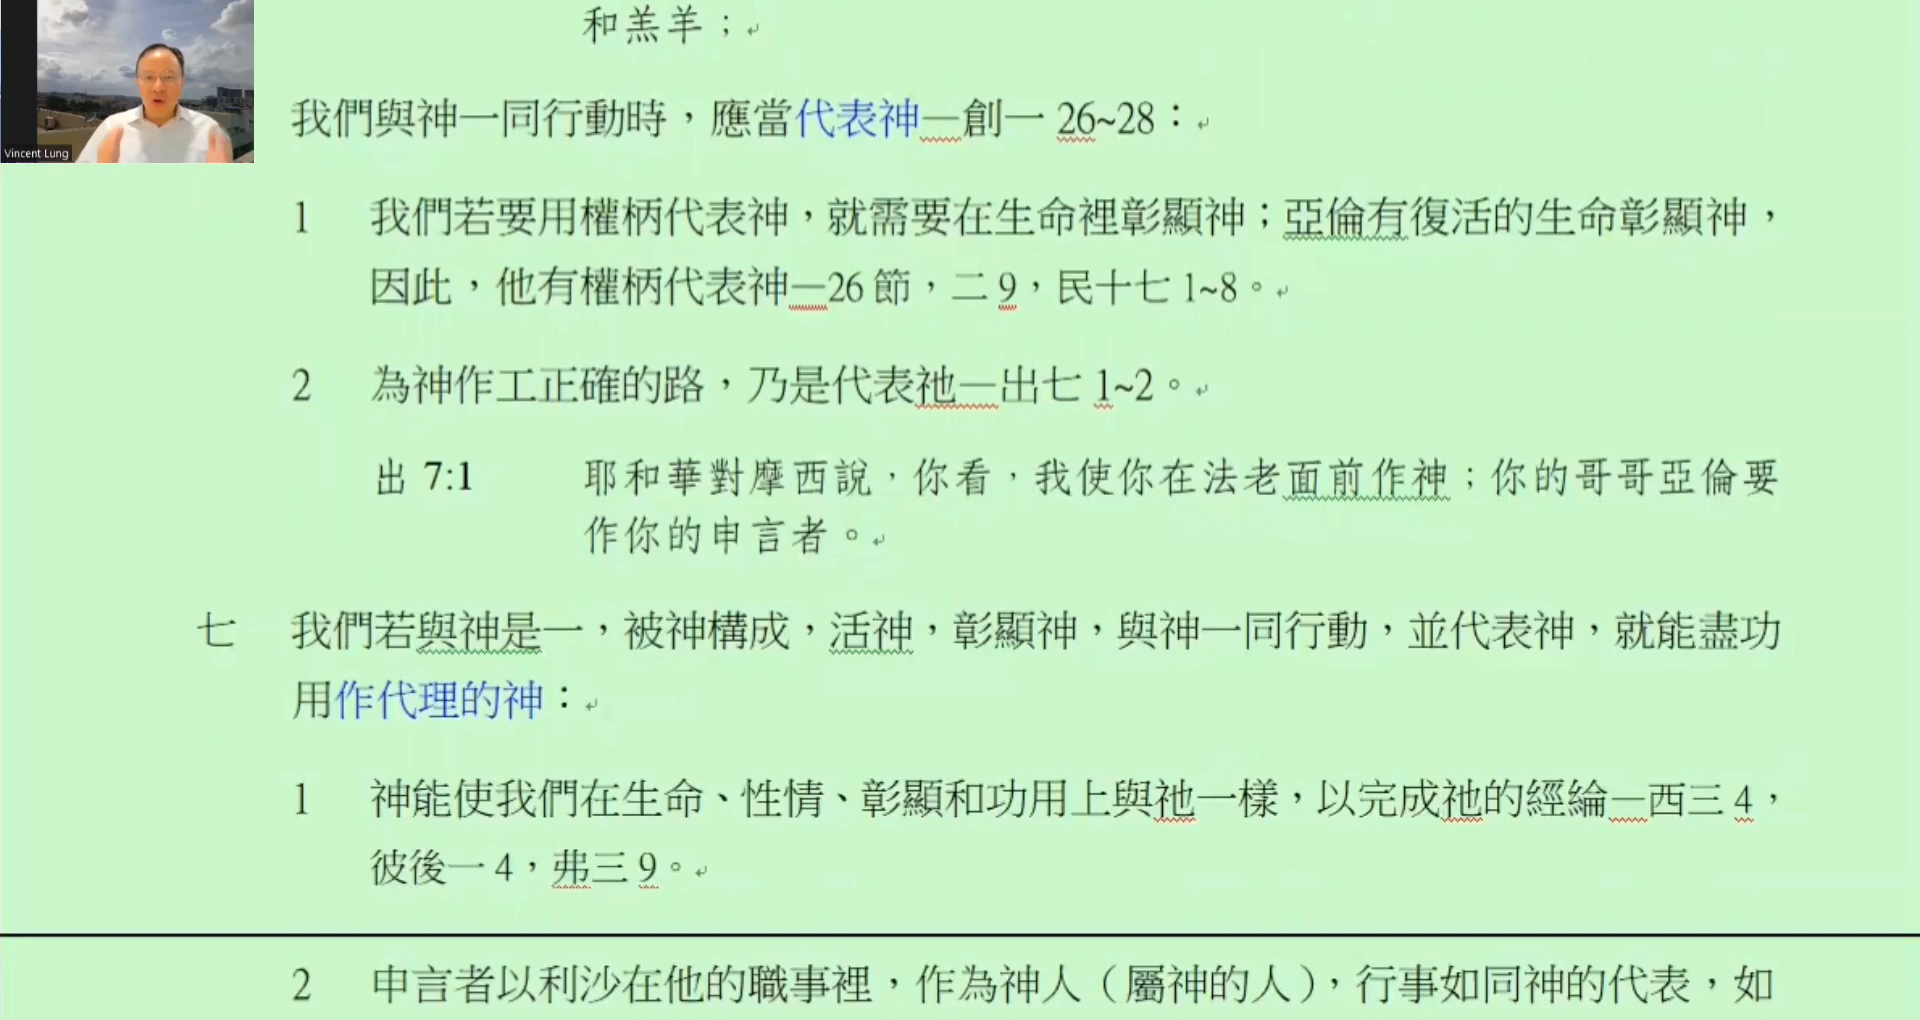 和羔羊；
Vincent Lung
我們與神一同行動時，應當代表神—創一 26~28：
1 我們若要用權柄代表神，就需要在生命裡彰顯神；亞倫有復活的生命彰顯神，
因此，他有權柄代表神—26 節，二 9，民十七 1~8。
2 為神作工正確的路，乃是代表祂—出七 1~2。
出 7:1 耶和華對摩西說，你看，我使你在法老面前作神；你的哥哥亞倫要
作你的申言者。
七 我們若與神是一，被神構成，活神，彰顯神，與神一同行動，並代表神，就能盡功
用作代理的神：
1 神能使我們在生命、性情、彰顯和功用上與祂一樣，以完成祂的經綸—西三 4，
彼後一 4，弗三 9。
2 申言者以利沙在他的職事裡，作為神人（屬神的人），行事如同神的代表，如